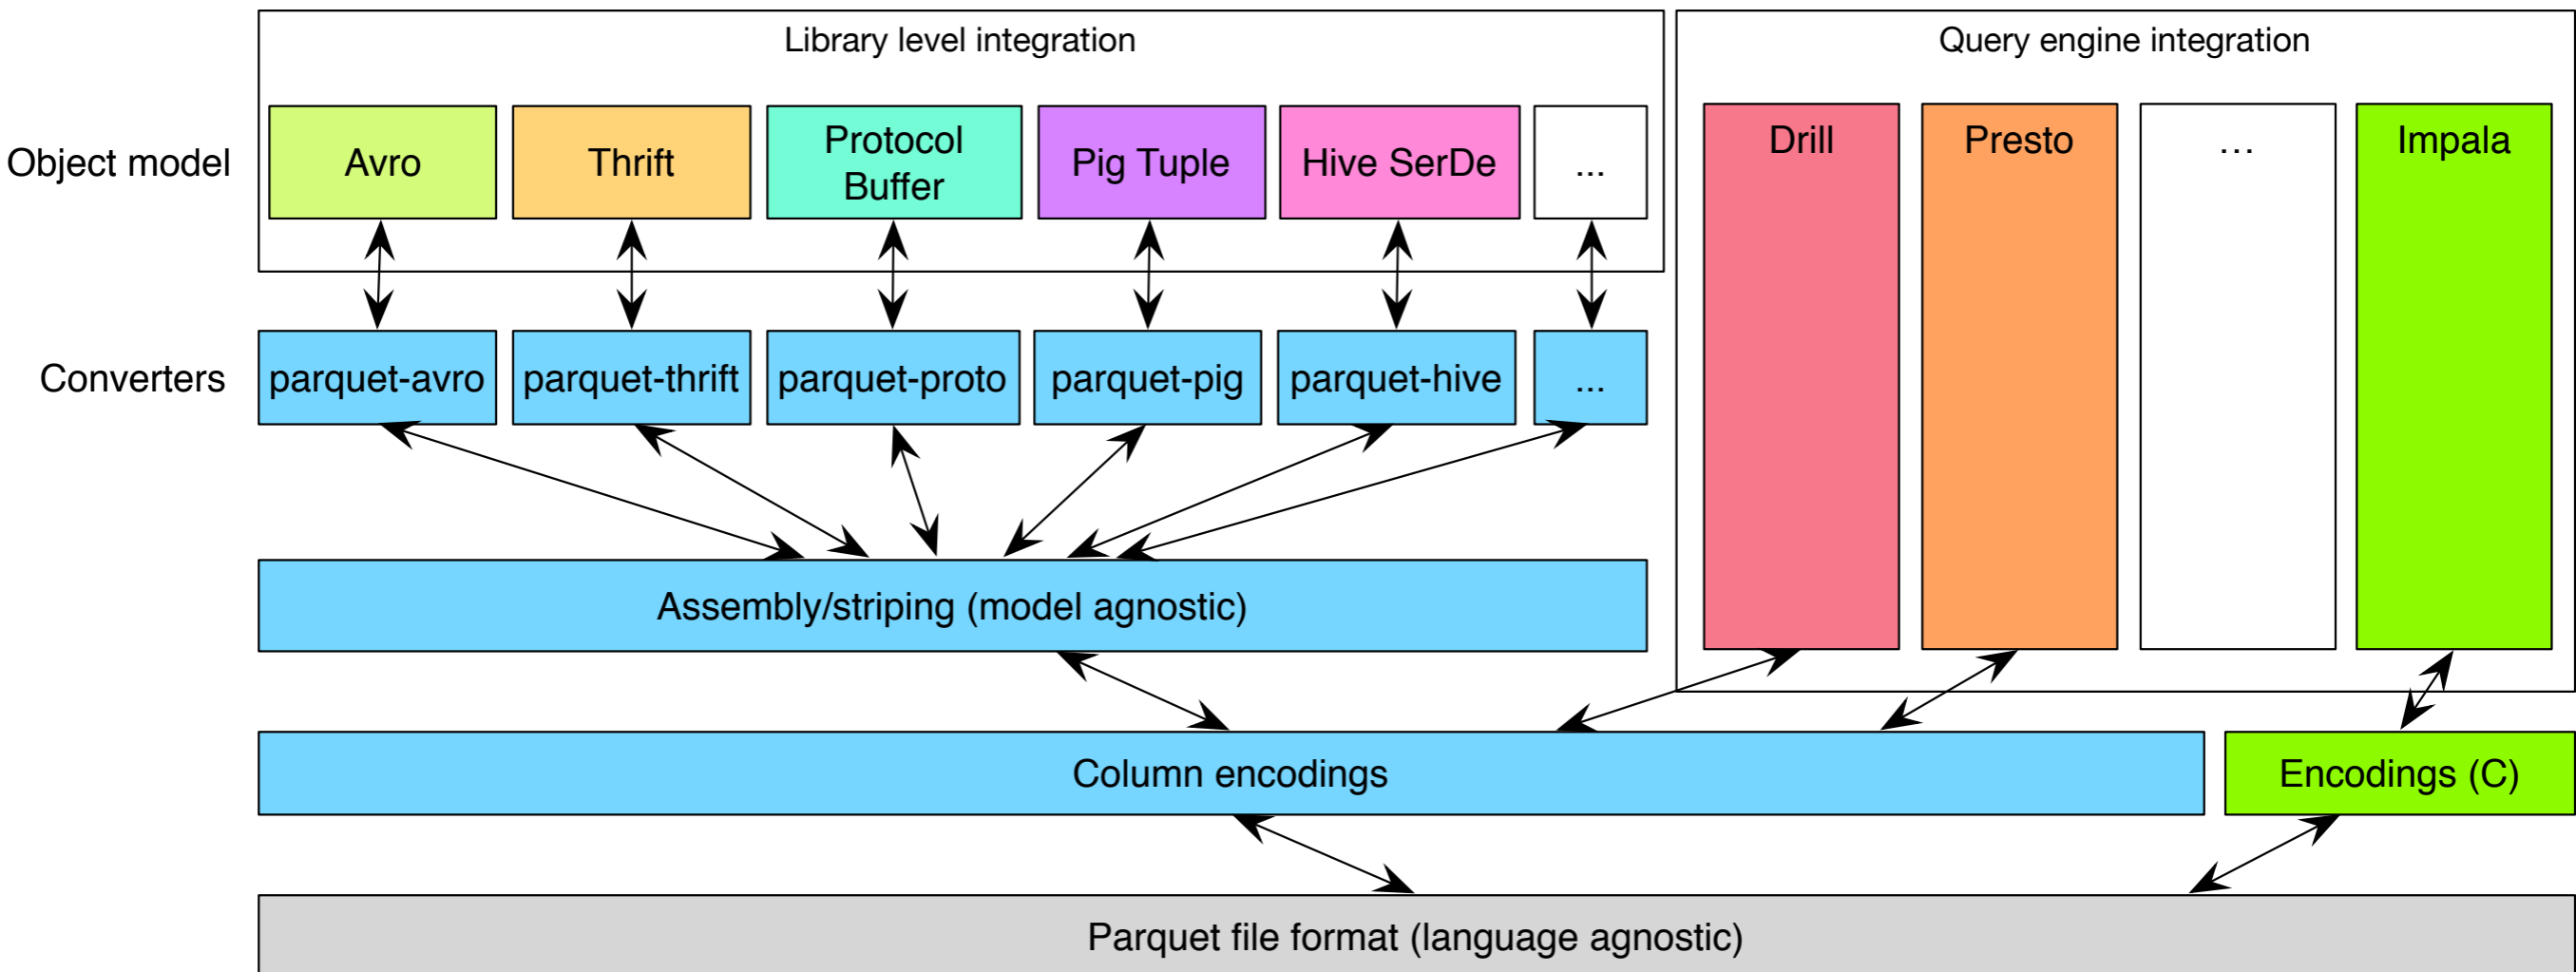 Library level integration
Query engine integration
Object model
Avro
Thrift
Protocol
Buffer
Pig Tuple
Hive SerDe
...
Drill
Presto
...
Impala
Converters
parquet-avro
parquet-thrift
parquet-proto
parquet-pig
parquet-hive
...
Assembly/striping (model agnostic)
Column encodings
Encodings (C)
Parquet file format (language agnostic)